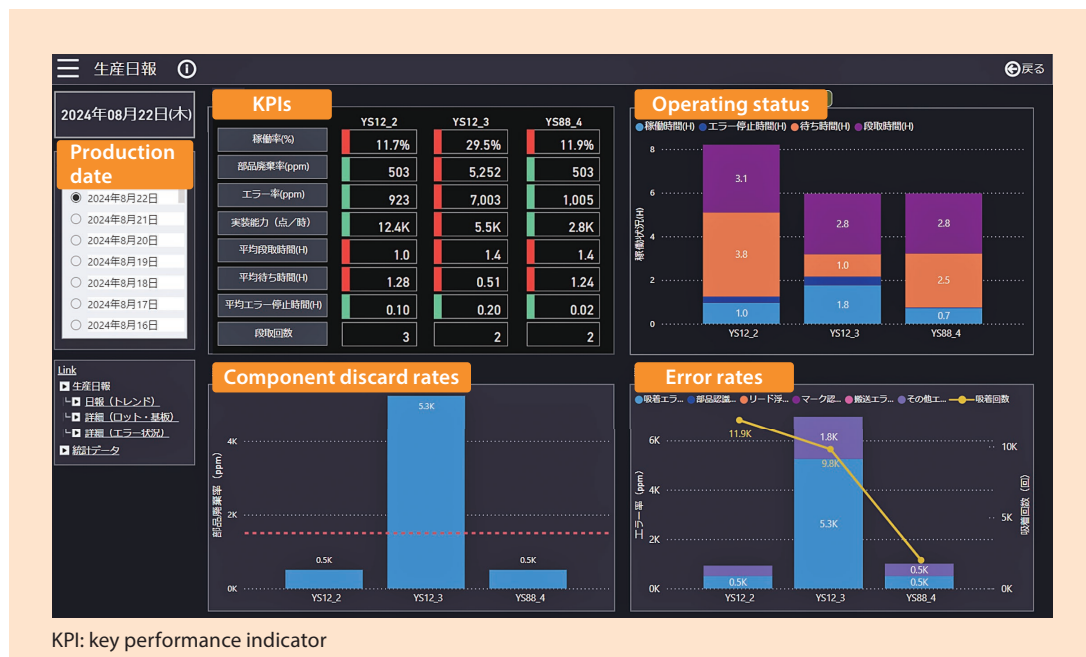 生産日報
戻る
2024年08月22日(木)
Production
date
2024年8月22日
2024年8月21日
2024年8月20日
2024年8月19日
2024年8月18日
2024年8月17日
2024年8月16日
Link
生産日報
日報（トレンド）
詳細（ロット・基板）
詳細（エラー状況）
統計データ
KPIs
YS12_2 YS12_3 YS88_4
稼働率(%) 11.7% 29.5% 11.9%
部品廃棄率(ppm) 503 5,252 503
エラー率(ppm) 923 7,003 1,005
実装能力（点／時） 12.4K 5.5K 2.8K
平均段取時間(H) 1.0 1.4 1.4
平均待ち時間(H) 1.28 0.51 1.24
平均エラー停止時間(H) 0.10 0.20 0.02
段取回数 3 2 2
Operating status
稼働時間(H) エラー停止時間(H) 待ち時間(H) 段取時間(H)
稼働状況(H)
8
6
4
2
0
3.1
3.8
1.0
2.8
1.0
1.8
2.8
2.5
0.7
YS12_2 YS12_3 YS88_4
Component discard rates
部品廃棄率（ppm）
4K
2K
0K
0.5K
5.3K
0.5K
YS12_2 YS12_3 YS88_4
Error rates
吸着エラ... 部品認識... リード浮... マーク認... 搬送エラ... その他エ... 吸着回数
エラー率（ppm）
6K
4K
2K
0K
11.9K
0.5K
1.8K
9.8K
5.3K
0.5K
0.5K
10K
5K
0K
吸着回数（回）
YS12_2 YS12_3 YS88_4
KPI: key performance indicator